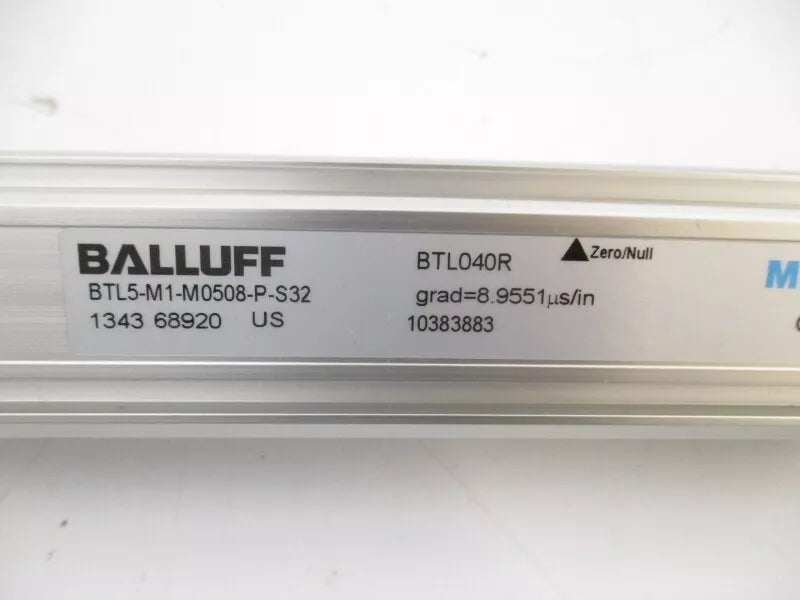 BALLUFF
BTL5-M1-M0508-P-S32
1343 68920 US
BTL040R
grad=8.9551µs/in
10383883
▲Zero/Null